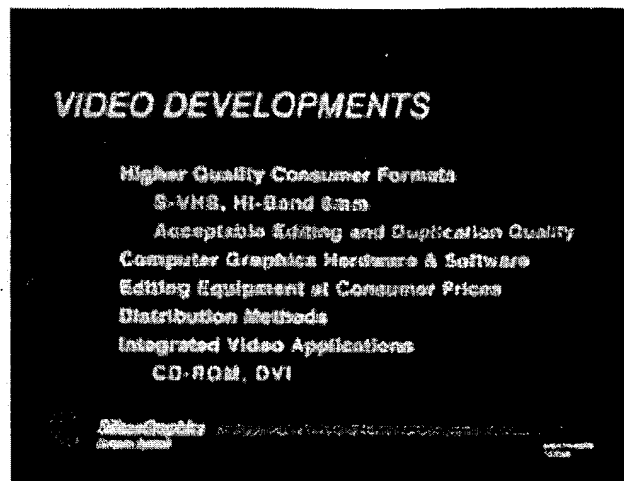 VIDEO DEVELOPMENTS
Higher Quality Consumer Formats
S-VHS, Hi-Band 8mm
Acceptable Editing and Duplication Quality
Computer Graphics Hardware & Software
Editing Equipment at Consumer Prices
Distribution Methods
Integrated Video Applications
CD-ROM, DVI